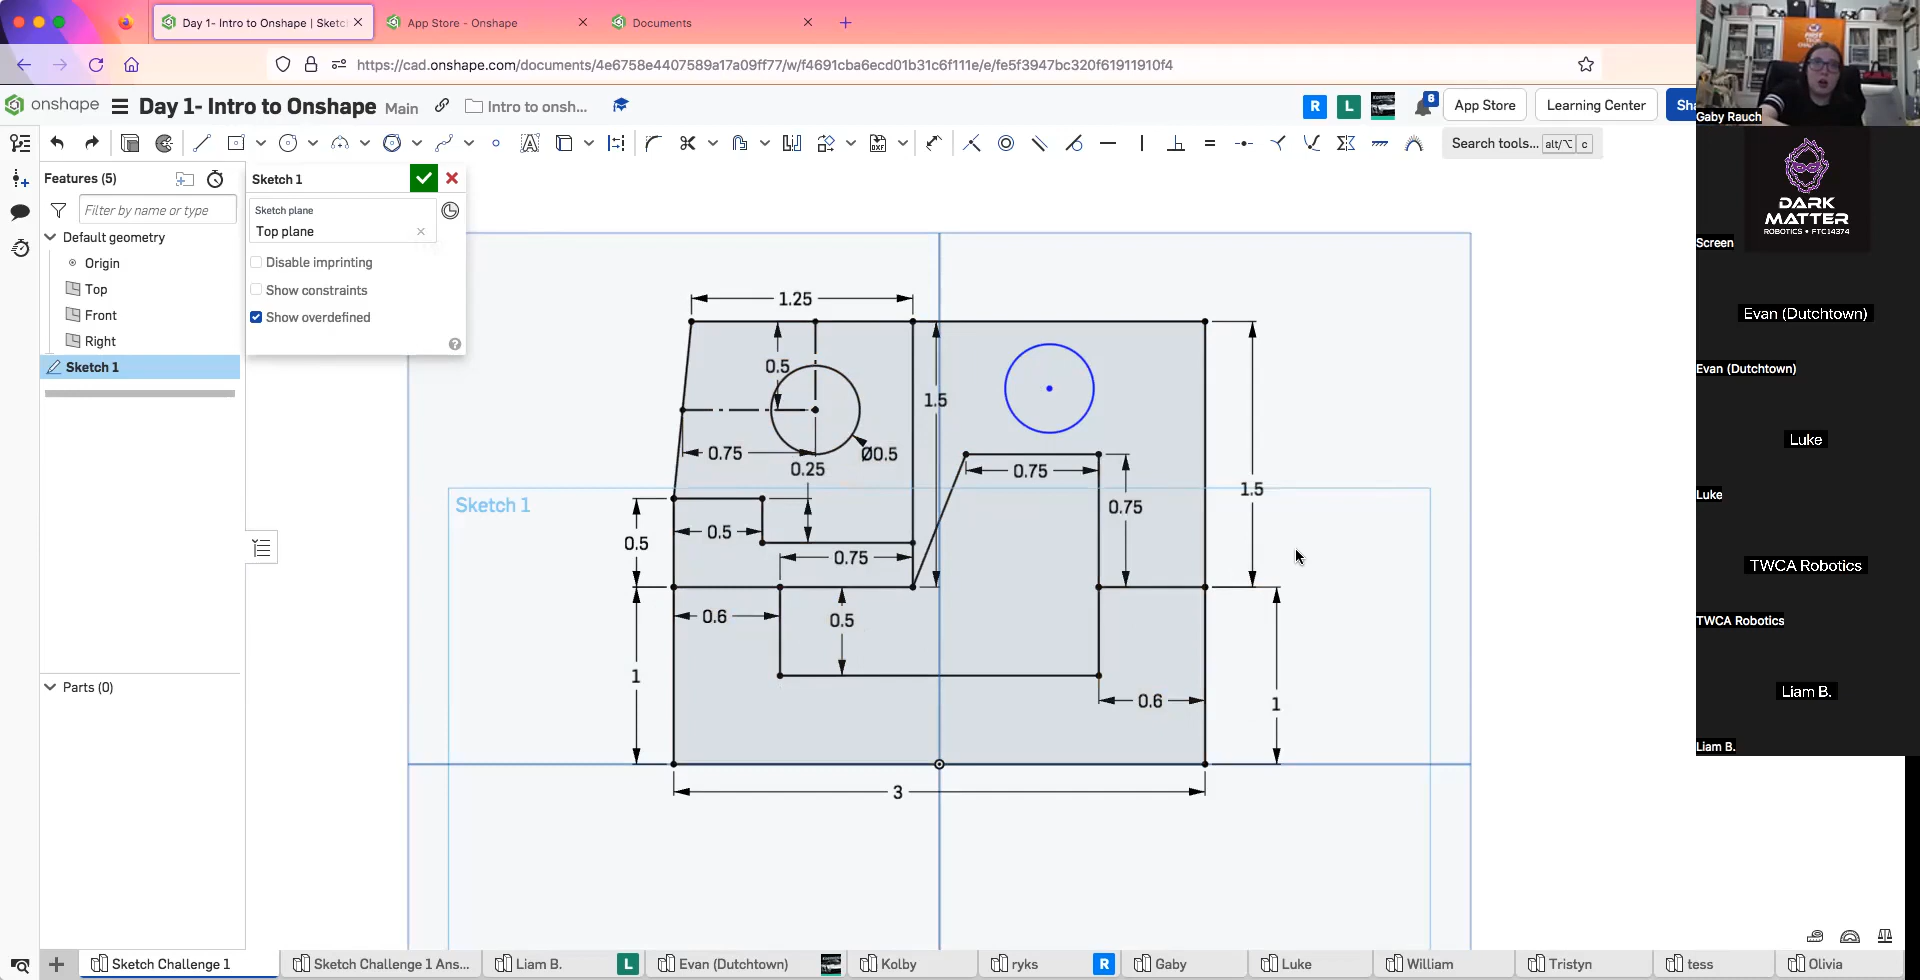 Day 1- Intro to Onshape | Sketc
App Store - Onshape
Documents
https://cad.onshape.com/documents/4e6758e4407589a17a09ff77/w/f4691cba6ecd01b31c6f111e/e/fe5f3947bc320f61911910f4
onshape
Day 1- Intro to Onshape
Main
Intro to onsh...
R
L
6
App Store
Learning Center
Sha
DXF
Search tools...
alt/⌥
c
Features (5)
Filter by name or type
Default geometry
Origin
Top
Front
Right
Sketch 1
Parts (0)
Sketch 1
Sketch plane
Top plane
Disable imprinting
Show constraints
Show overdefined
1.25
0.5
1.5
0.75
Ø0.5
0.25
0.75
1.5
0.75
Sketch 1
0.5
0.5
0.75
0.6
0.5
1
0.6
1
3
Gaby Rauch
DARK
MATTER
ROBOTICS • FTC14374
Screen
Evan (Dutchtown)
Evan (Dutchtown)
Luke
Luke
TWCA Robotics
TWCA Robotics
Liam B.
Liam B.
Sketch Challenge 1
Sketch Challenge 1 Ans...
Liam B.
L
Evan (Dutchtown)
Kolby
ryks
R
Gaby
Luke
William
Tristyn
tess
Olivia